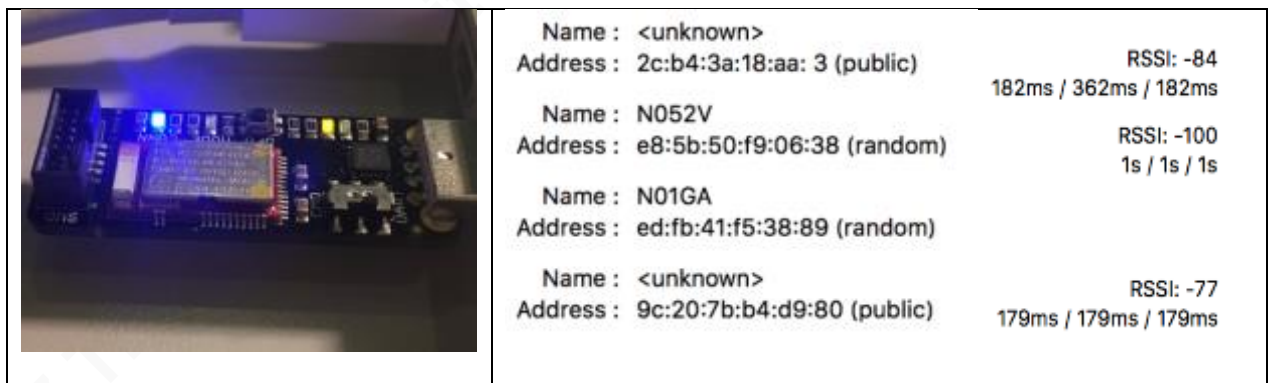 Name : <unknown>
Address : 2c:b4:3a:18:aa: 3 (public)
RSSI: -84
182ms / 362ms / 182ms
Name : N052V
Address : e8:5b:50:f9:06:38 (random)
RSSI: -100
1s / 1s / 1s
Name : N01GA
Address : ed:fb:41:f5:38:89 (random)
Name : <unknown>
Address : 9c:20:7b:b4:d9:80 (public)
RSSI: -77
179ms / 179ms / 179ms